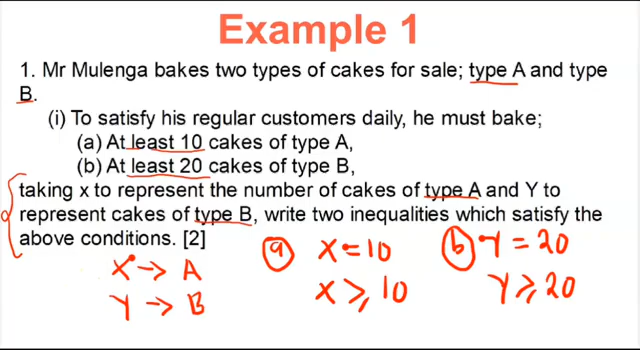 Example 1
1. Mr Mulenga bakes two types of cakes for sale; type A and type
B.
(i) To satisfy his regular customers daily, he must bake;
(a) At least 10 cakes of type A,
(b) At least 20 cakes of type B,
taking x to represent the number of cakes of type A and Y to
represent cakes of type B, write two inequalities which satisfy the
above conditions. [2]
(a) X = 10 (b) Y = 20
X → A X ≥ 10 Y ≥ 20
Y → B